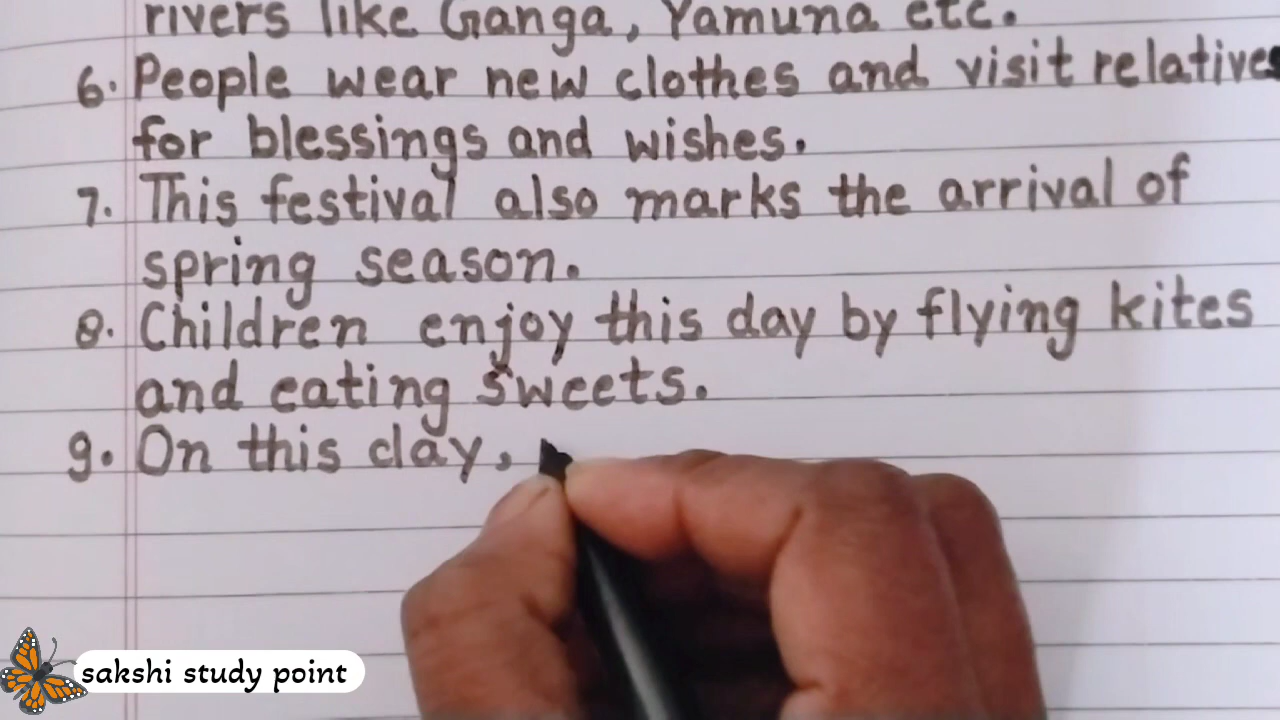 rivers like Ganga, Yamuna etc.
6. People wear new clothes and visit relatives
for blessings and wishes.
7. This festival also marks the arrival of
spring season.
8. Children enjoy this day by flying kites
and eating sweets.
9. On this day,
sakshi study point